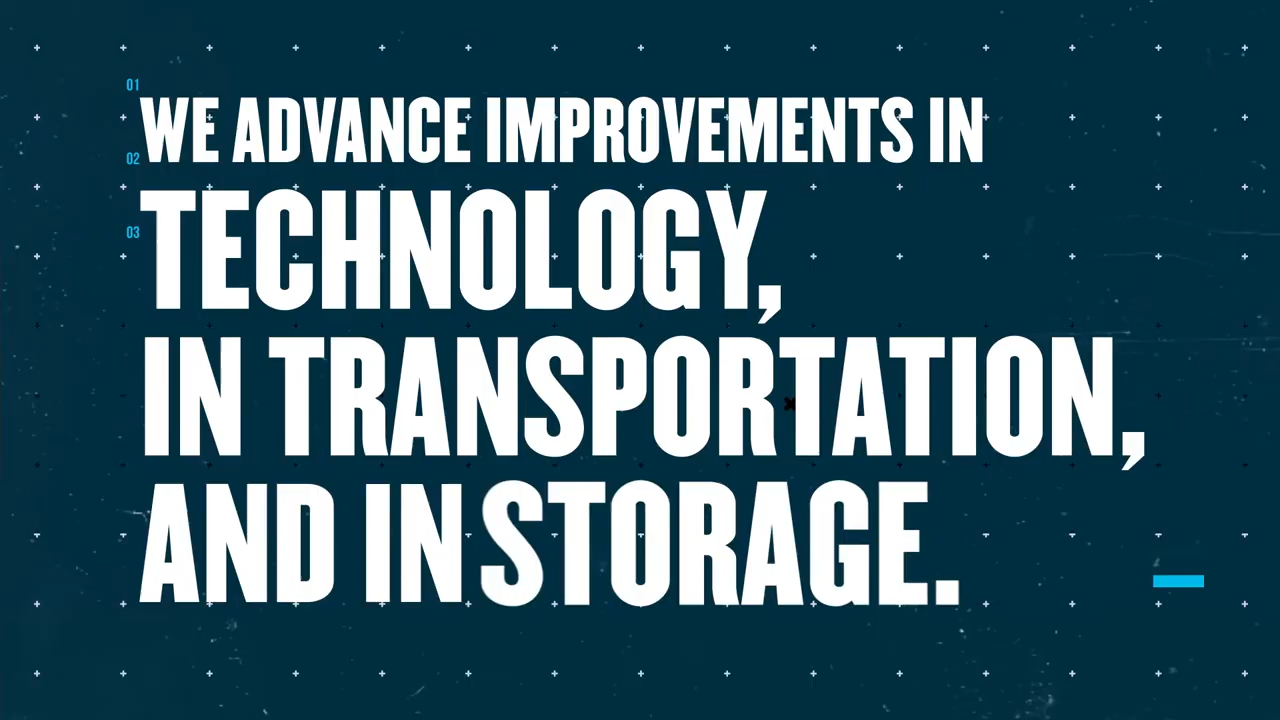 01
WE ADVANCE IMPROVEMENTS IN
02
TECHNOLOGY,
03
IN TRANSPORTATION,
AND IN STORAGE.